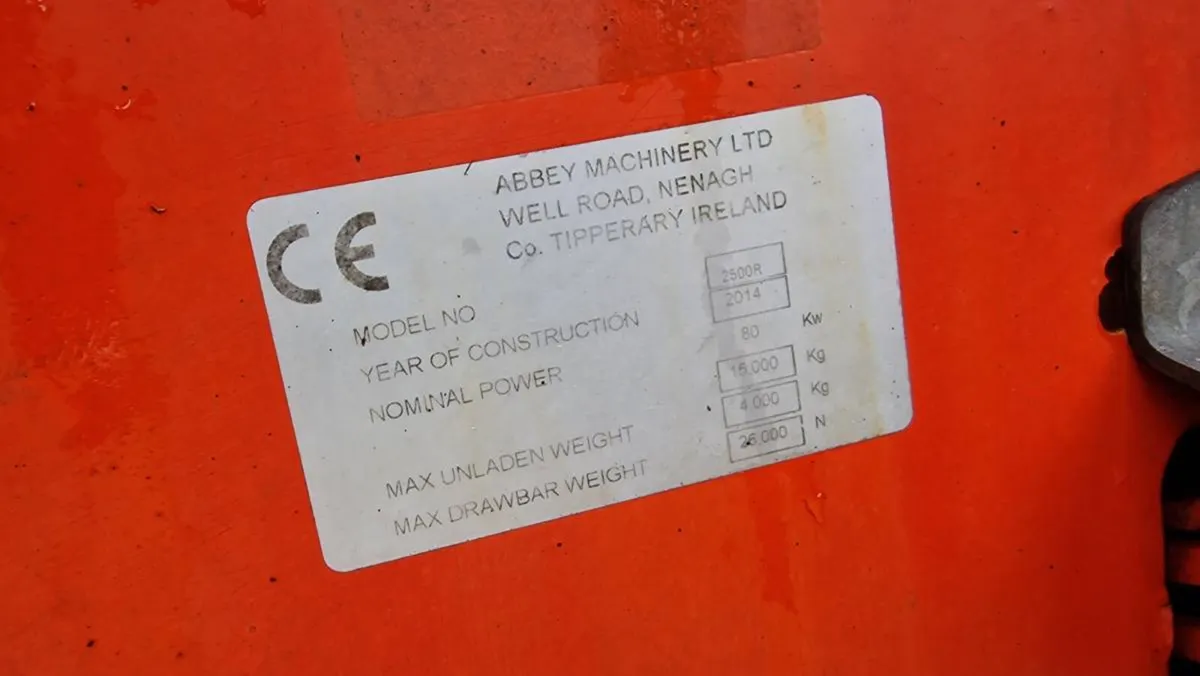 CE
ABBEY MACHINERY LTD
WELL ROAD, NENAGH
Co. TIPPERARY IRELAND
MODEL NO 2500R
YEAR OF CONSTRUCTION 2014
NOMINAL POWER 80 Kw
15.000 Kg
MAX UNLADEN WEIGHT 4.000 Kg
MAX DRAWBAR WEIGHT 26.000 N